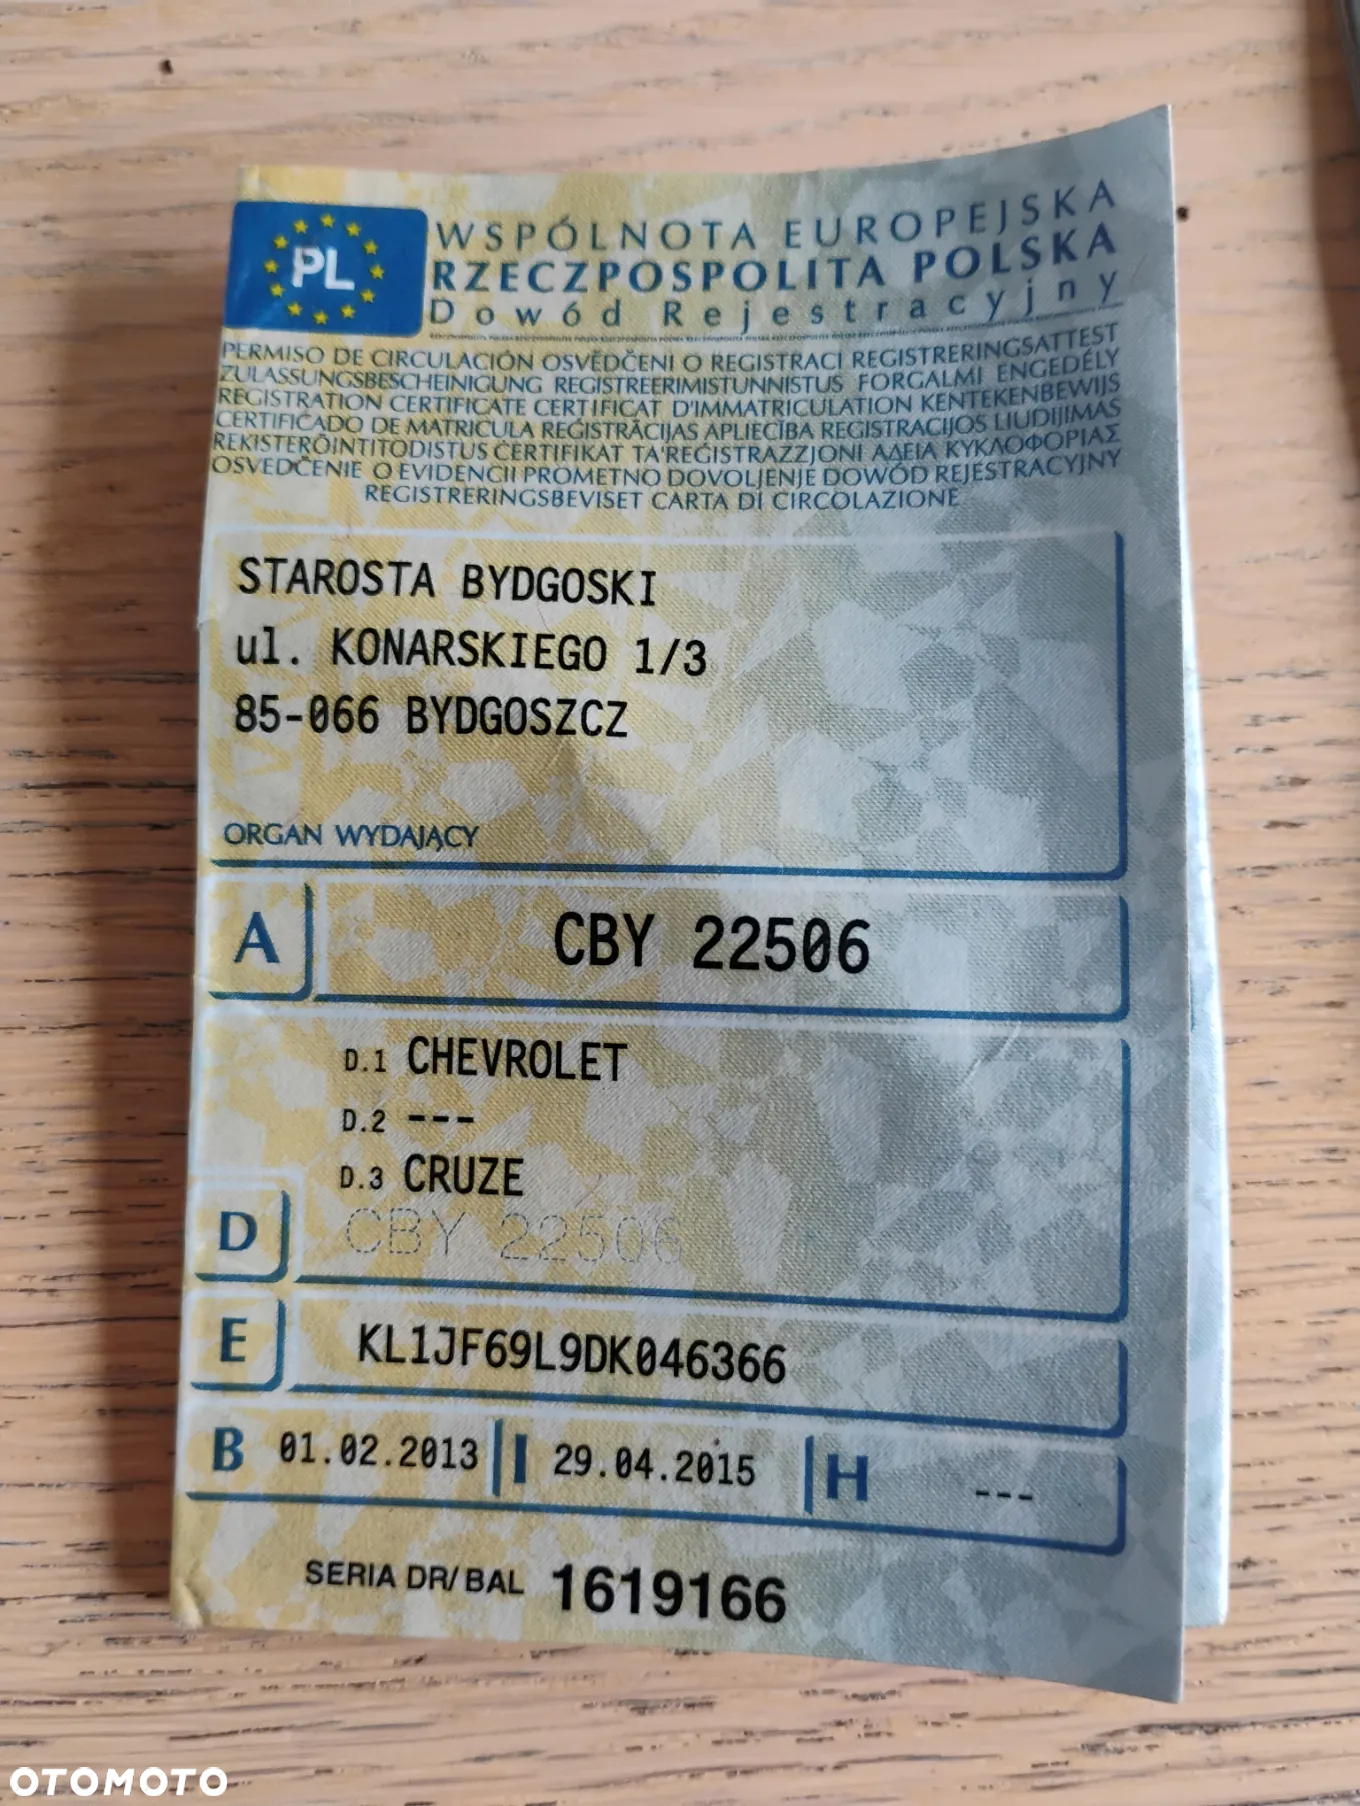 PL
WSPÓLNOTA EUROPEJSKA
RZECZPOSPOLITA POLSKA
Dowód Rejestracyjny
PERMISO DE CIRCULACIÓN OSVĚDČENI O REGISTRACI REGISTRERINGSATTEST
ZULASSUNGSBESCHEINIGUNG REGISTREERIMISTUNNISTUS FORGALMI ENGEDÉLY
REGISTRATION CERTIFICATE CERTIFICAT D'IMMATRICULATION KENTEKENBEWIJS
CERTIFICADO DE MATRICULA REGISTRĀCIJAS APLIECĪBA REGISTRACIJOS LIUDIJIMAS
REKISTERÖINTITODISTUS ĊERTIFIKAT TA'REĠISTRAZZJONI ΑΔΕΙΑ ΚΥΚΛΟΦΟΡΙΑΣ
OSVEDČENIE O EVIDENCII PROMETNO DOVOLJENJE DOWÓD REJESTRACYJNY
REGISTRERINGSBEVISET CARTA DI CIRCOLAZIONE
STAROSTA BYDGOSKI
ul. KONARSKIEGO 1/3
85-066 BYDGOSZCZ
ORGAN WYDAJĄCY
A CBY 22506
D.1 CHEVROLET
D.2 ---
D.3 CRUZE
D CBY 22506
E KL1JF69L9DK046366
B 01.02.2013 I 29.04.2015 H ---
SERIA DR/BAL 1619166
OTOMOTO